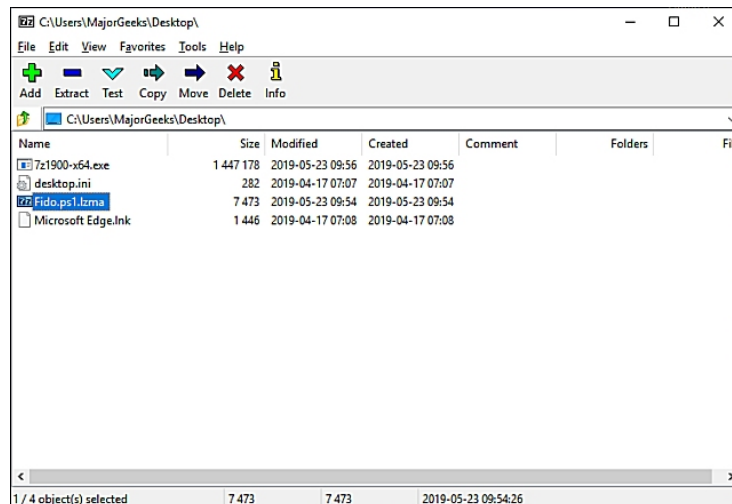 C:\Users\MajorGeeks\Desktop\
File Edit View Favorites Tools Help
Add Extract Test Copy Move Delete Info
C:\Users\MajorGeeks\Desktop\
Name Size Modified Created Comment Folders Fi
7z1900-x64.exe 1 447 178 2019-05-23 09:56 2019-05-23 09:56
desktop.ini 282 2019-04-17 07:07 2019-04-17 07:07
Fido.ps1.lzma 7 473 2019-05-23 09:54 2019-05-23 09:54
Microsoft Edge.lnk 1 446 2019-04-17 07:08 2019-04-17 07:08
1 / 4 object(s) selected 7 473 7 473 2019-05-23 09:54:26